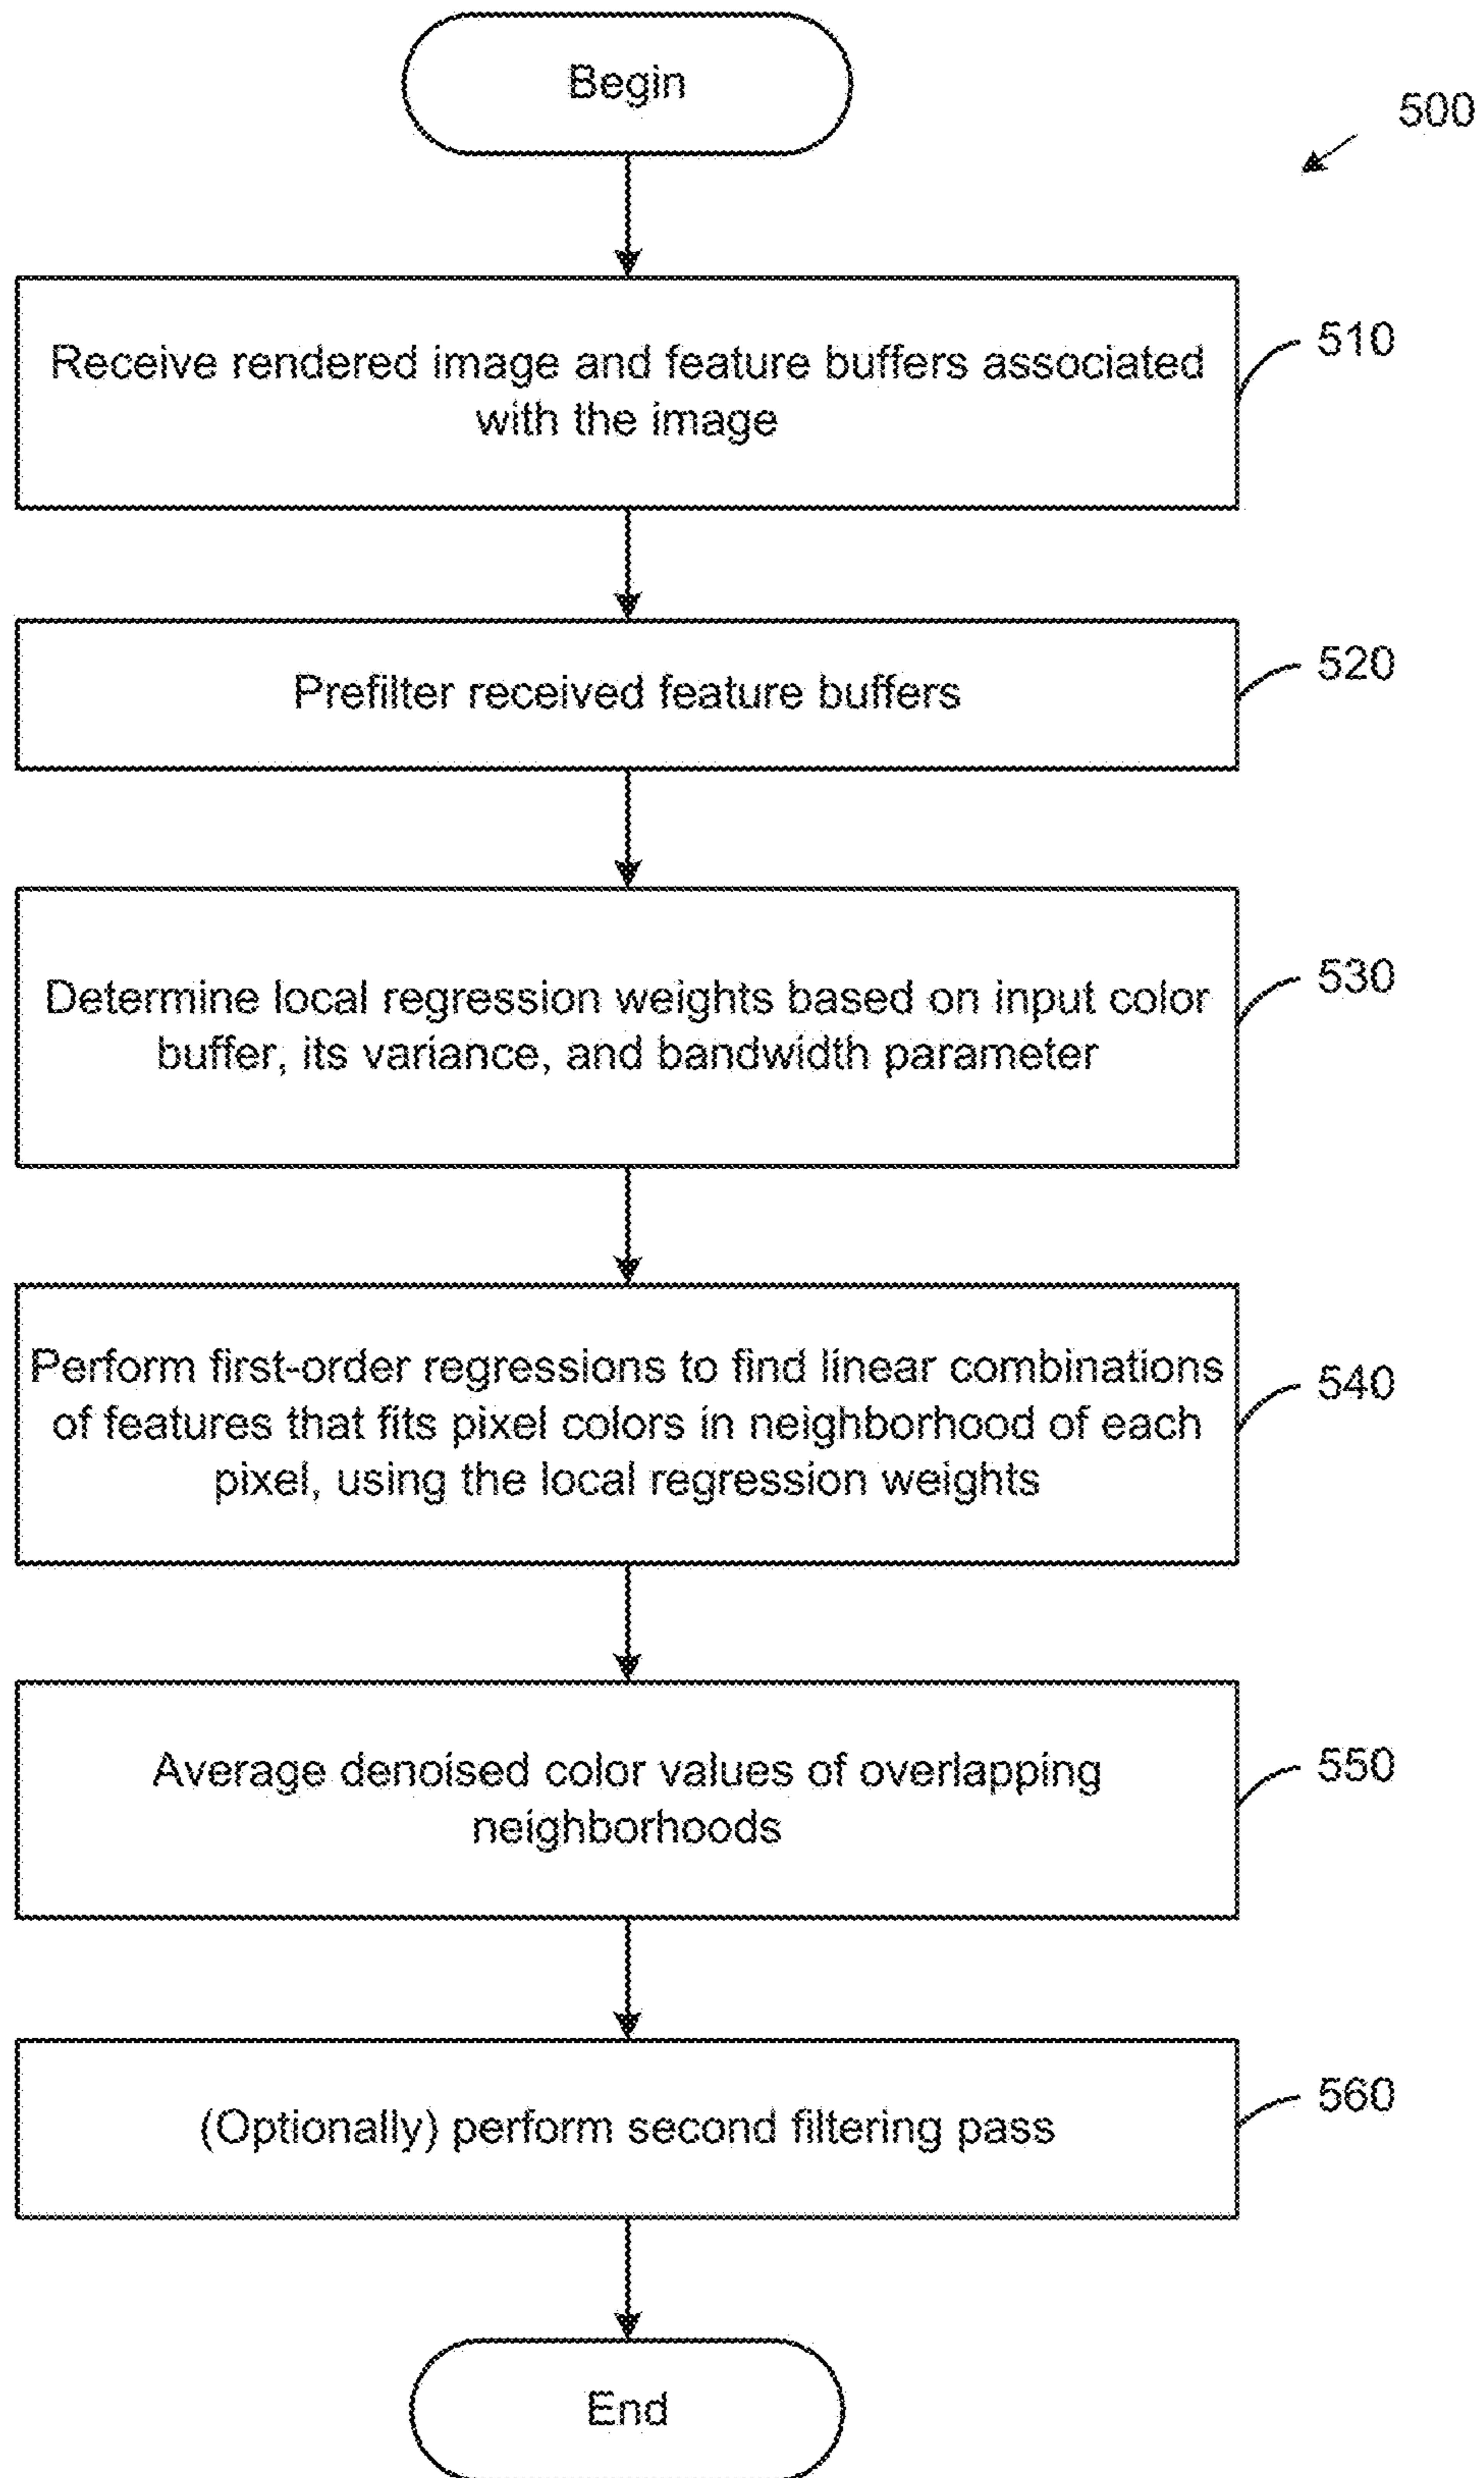 Begin
500
Receive rendered image and feature buffers associated
with the image
510
Prefilter received feature buffers
520
Determine local regression weights based on input color
buffer, its variance, and bandwidth parameter
530
Perform first-order regressions to find linear combinations
of features that fits pixel colors in neighborhood of each
pixel, using the local regression weights
540
Average denoised color values of overlapping
neighborhoods
550
(Optionally) perform second filtering pass
560
End